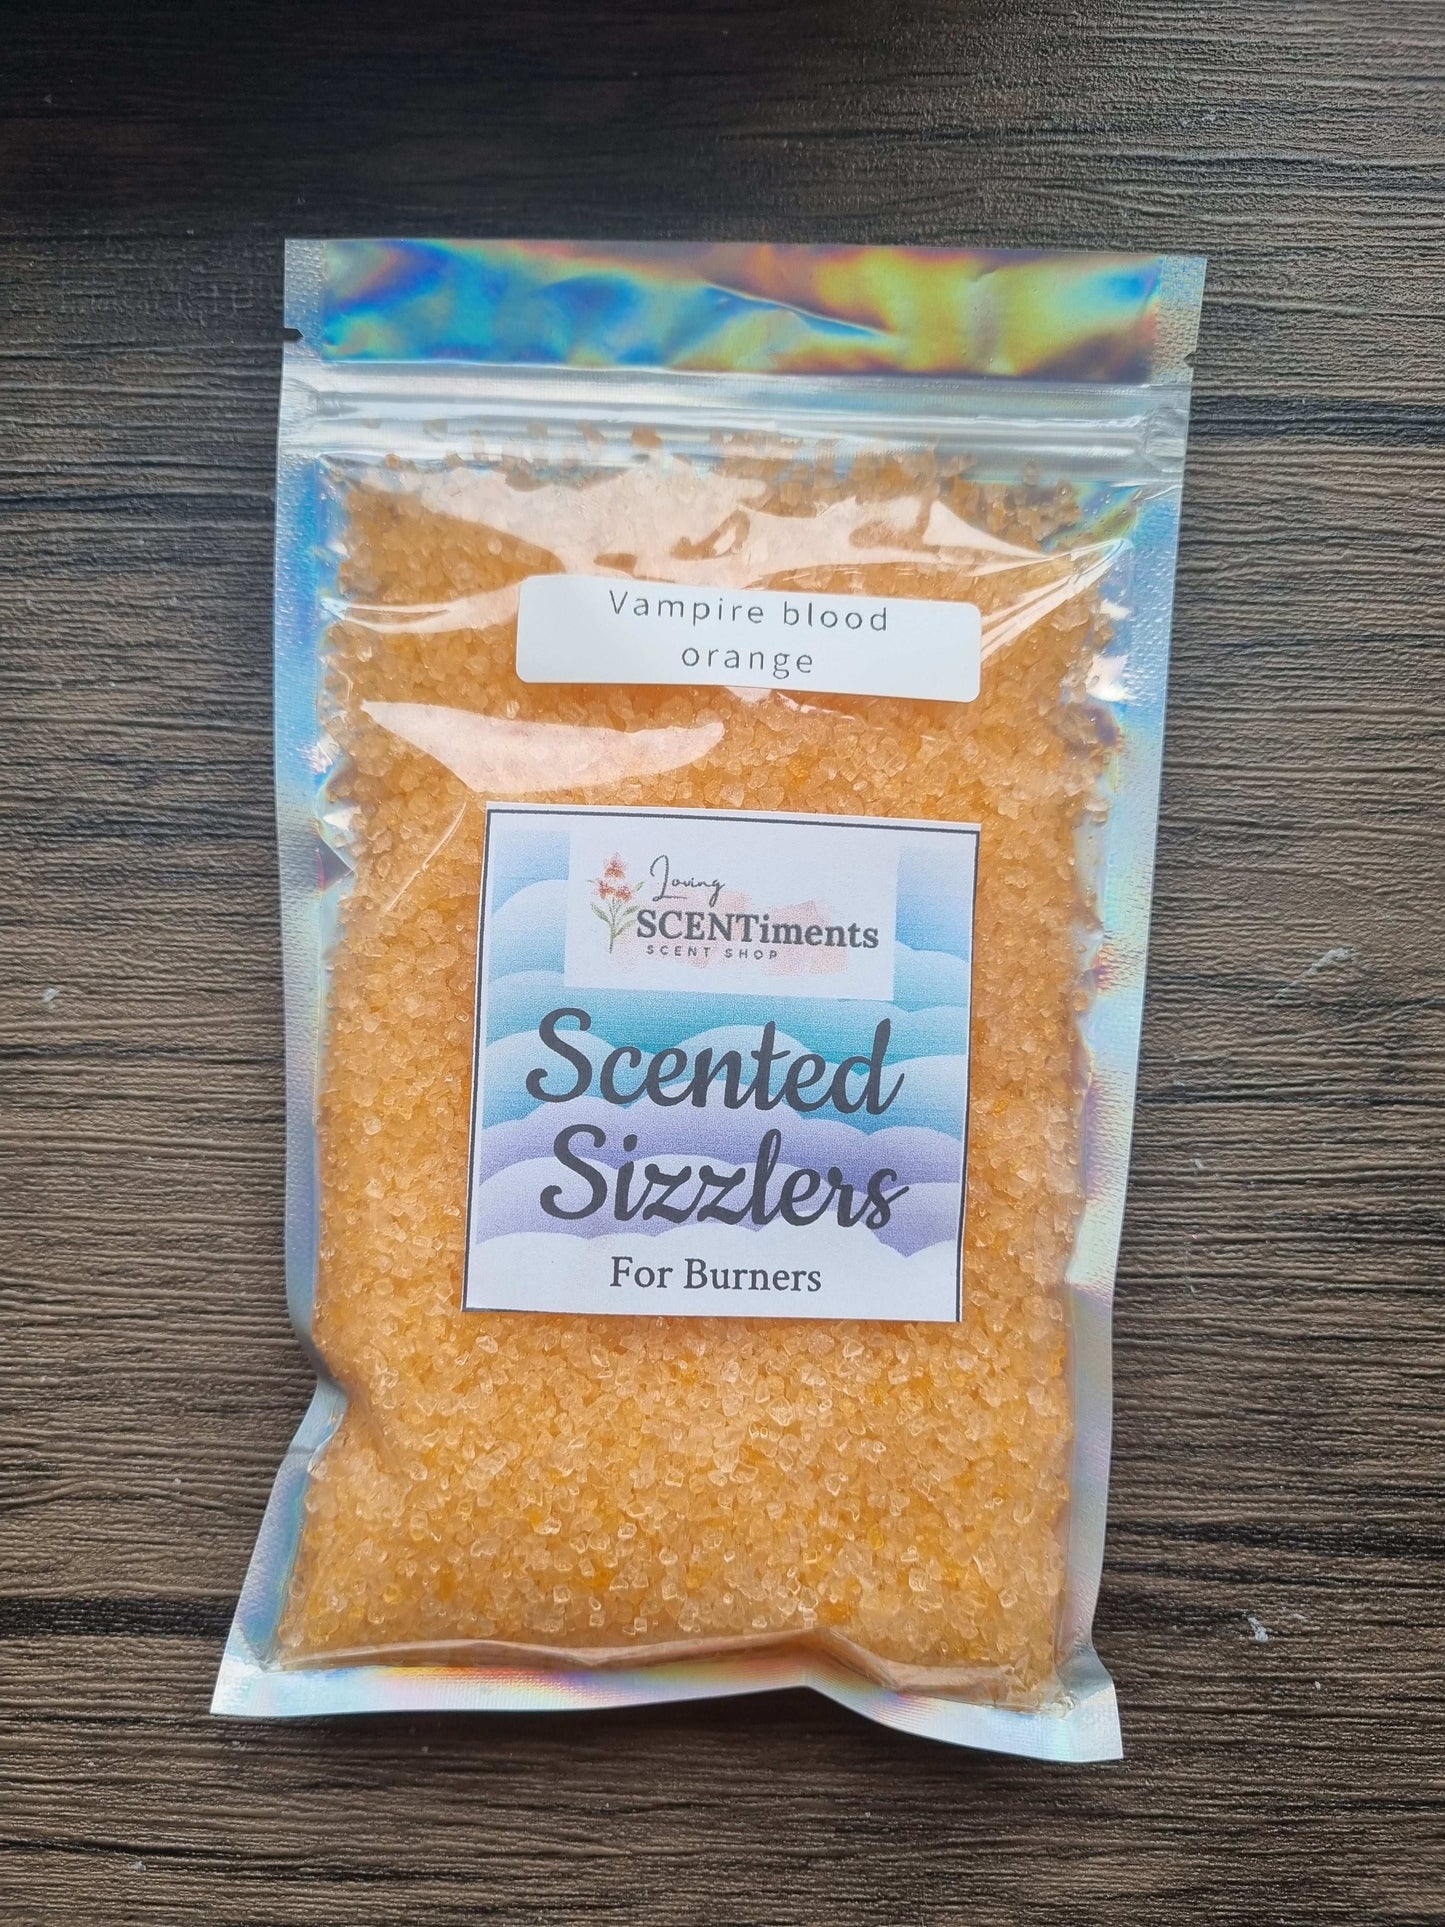 Vampire blood
orange
Loving
SCENTiments
SCENT SHOP
Scented
Sizzlers
For Burners